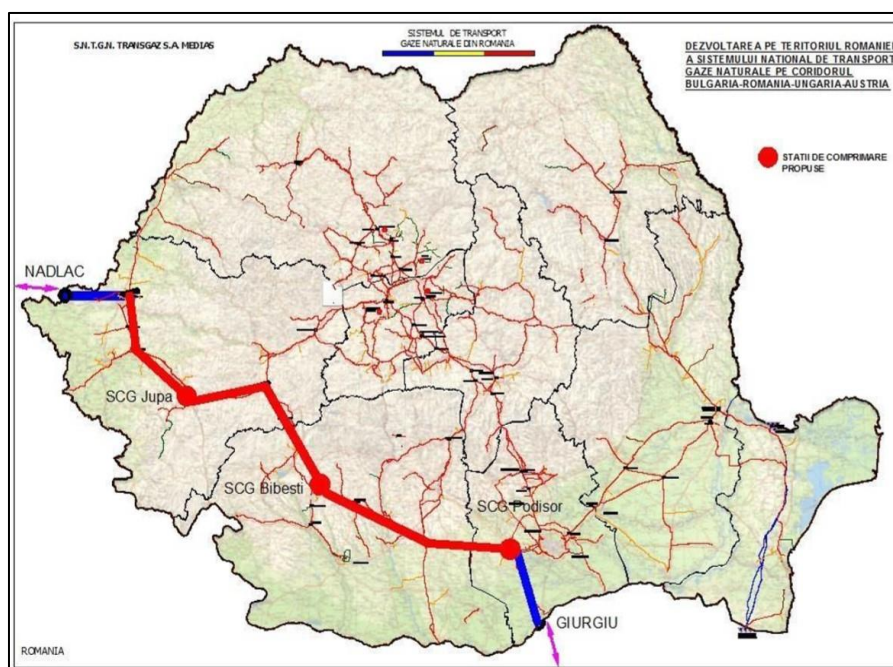 S.N.T.G.N. TRANSGAZ S.A. MEDIAS
SISTEMUL DE TRANSPORT
GAZE NATURALE DIN ROMANIA
DEZVOLTAREA PE TERITORIUL ROMANIEI
A SISTEMULUI NATIONAL DE TRANSPORT
GAZE NATURALE PE CORIDORUL
BULGARIA-ROMANIA-UNGARIA-AUSTRIA
STATII DE COMPRIMARE
PROPUSE
NADLAC
SCG Jupa
SCG Bibesti
SCG Podisor
GIURGIU
ROMANIA